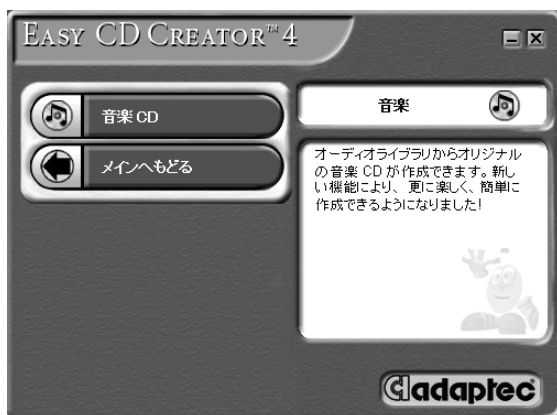 EASY CD CREATOR™ 4
音楽 CD
メインへもどる
音楽
オーディオライブラリからオリジナル
の音楽 CD が作成できます。新し
い機能により、更に楽しく、簡単に
作成できるようになりました!
adaptec